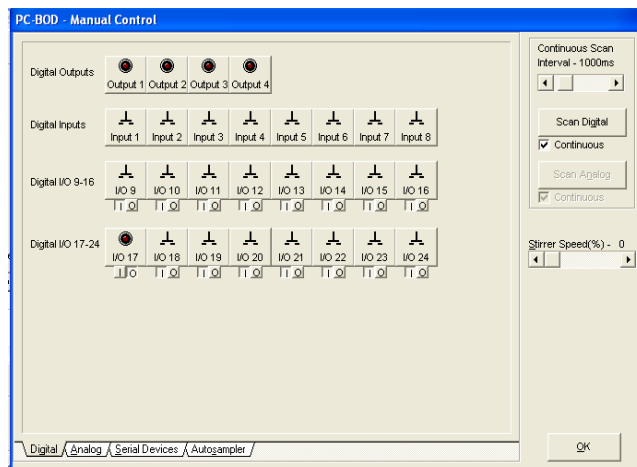 PC-BOD - Manual Control
Digital Outputs
Output 1 Output 2 Output 3 Output 4
Digital Inputs
Input 1 Input 2 Input 3 Input 4 Input 5 Input 6 Input 7 Input 8
Digital I/O 9-16
I/O 9 I/O 10 I/O 11 I/O 12 I/O 13 I/O 14 I/O 15 I/O 16
I O I O I O I O I O I O I O I O
Digital I/O 17-24
I/O 17 I/O 18 I/O 19 I/O 20 I/O 21 I/O 22 I/O 23 I/O 24
I O I O I O I O I O I O I O I O
Digital Analog Serial Devices Autosampler
Continuous Scan
Interval - 1000ms
Scan Digital
Continuous
Scan Analog
Continuous
Stirrer Speed(%) - 0
OK